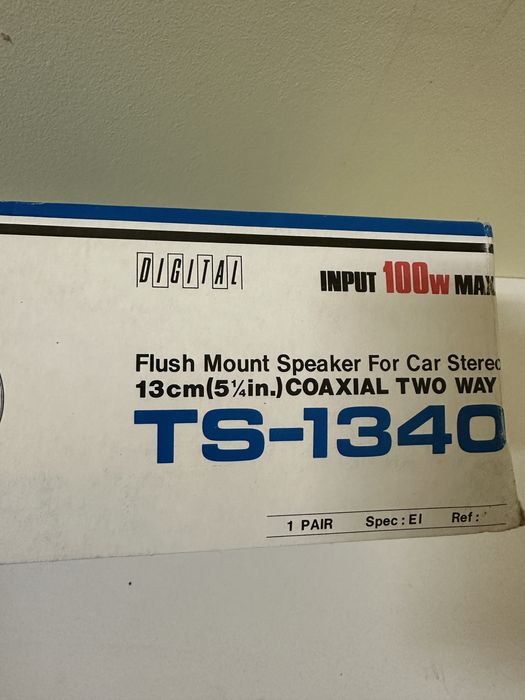 DIGITAL
INPUT 100W MAX
Flush Mount Speaker For Car Stereo
13cm(5¼in.)COAXIAL TWO WAY
TS-1340
1 PAIR Spec: EI Ref: